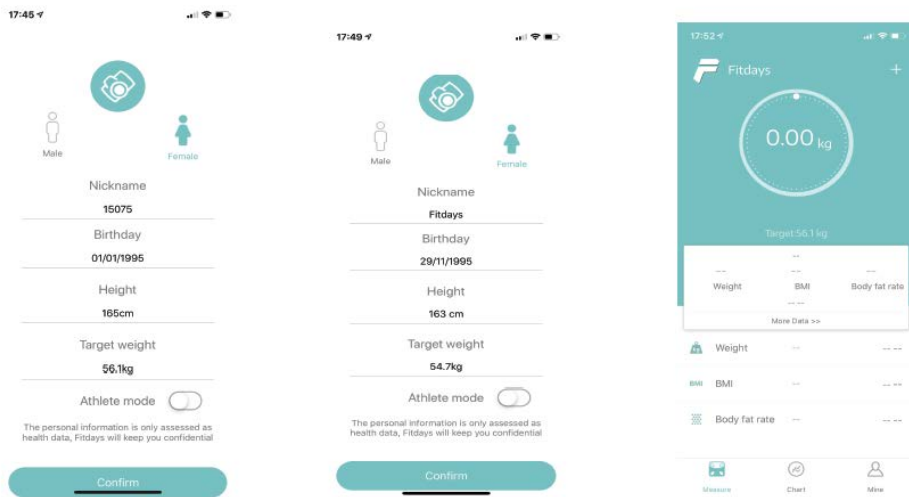 17:45
Male
Female
Nickname
15075
Birthday
01/01/1995
Height
165cm
Target weight
56.1kg
Athlete mode
The personal information is only assessed as
health data, Fitdays will keep you confidential
Confirm
17:49
Male
Female
Nickname
Fitdays
Birthday
29/11/1995
Height
163 cm
Target weight
54.7kg
Athlete mode
The personal information is only assessed as
health data, Fitdays will keep you confidential
Confirm
17:52
Fitdays
+
0.00 kg
Target:56.1 kg
--
-- -- --
Weight BMI Body fat rate
-- --
More Data >>
Weight -- -- --
BMI BMI -- -- --
Body fat rate -- -- --
Measure Chart Mine